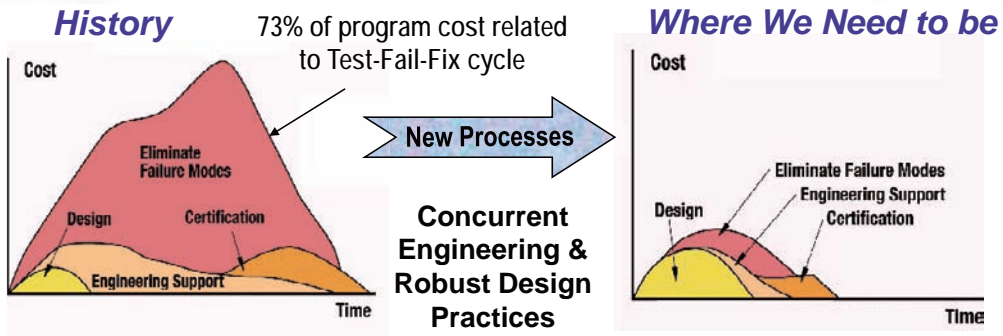 History
73% of program cost related
to Test-Fail-Fix cycle
Where We Need to be
Cost
Eliminate
Failure Modes
Design
Certification
Engineering Support
Time
New Processes
Concurrent
Engineering &
Robust Design
Practices
Cost
Eliminate Failure Modes
Engineering Support
Design
Certification
Time